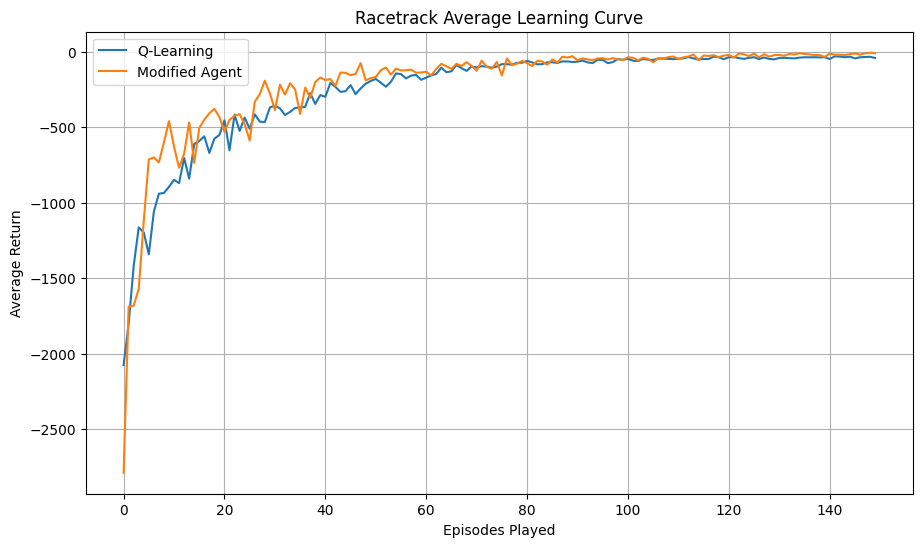 Racetrack Average Learning Curve
Q-Learning
Modified Agent
Average Return
0
−500
−1000
−1500
−2000
−2500
0 20 40 60 80 100 120 140
Episodes Played